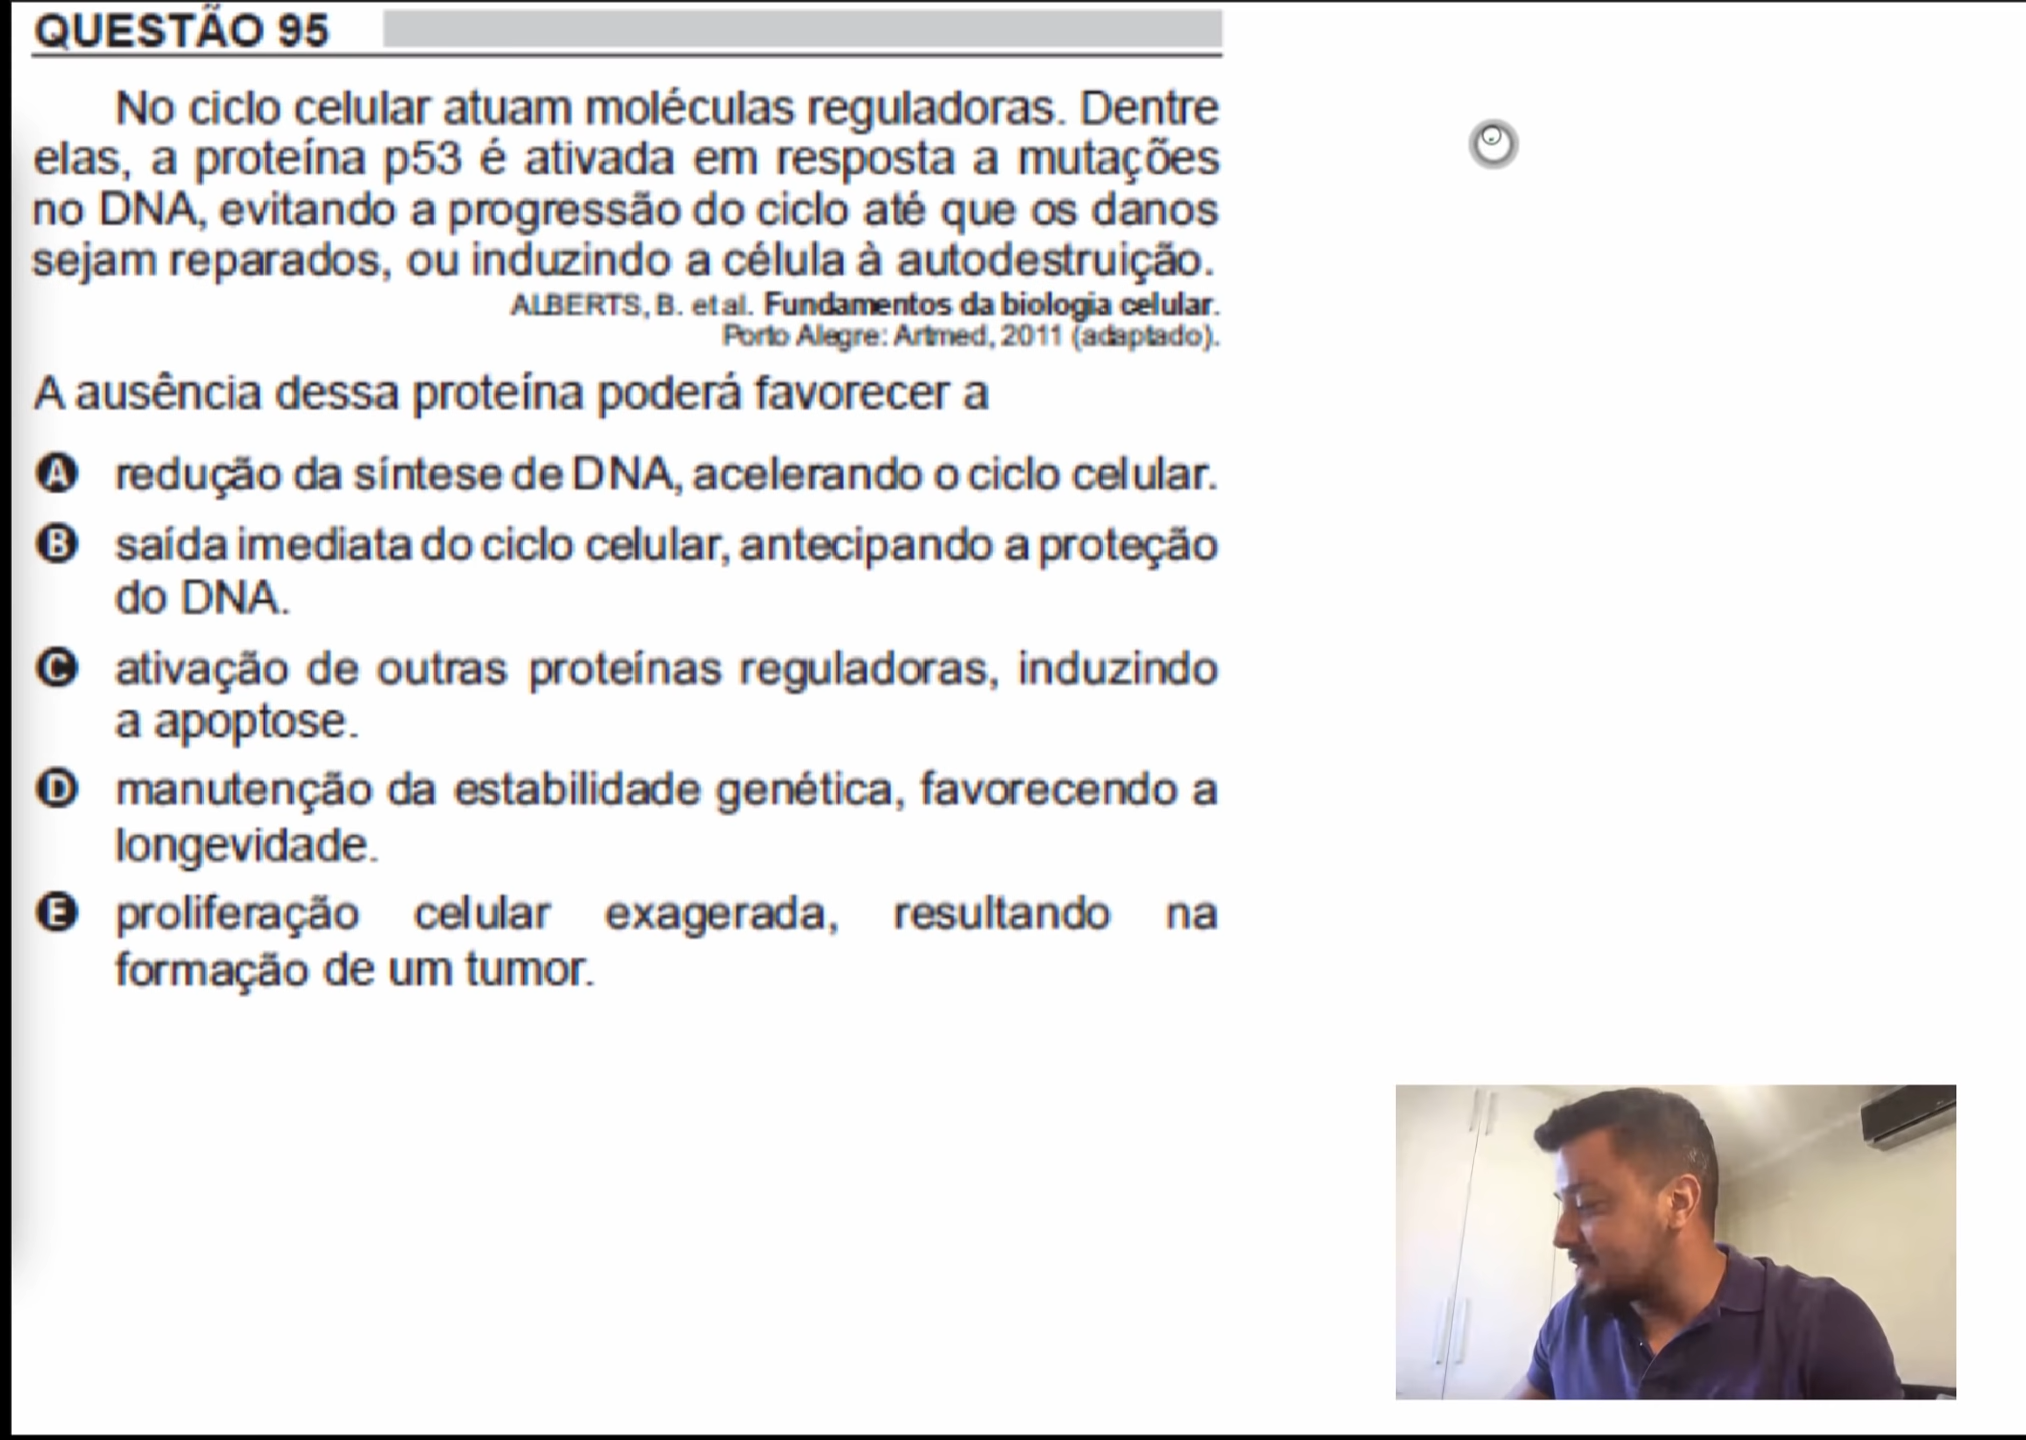 QUESTÃO 95
No ciclo celular atuam moléculas reguladoras. Dentre
elas, a proteína p53 é ativada em resposta a mutações
no DNA, evitando a progressão do ciclo até que os danos
sejam reparados, ou induzindo a célula à autodestruição.
ALBERTS, B. et al. Fundamentos da biologia celular.
Porto Alegre: Artmed, 2011 (adaptado).
A ausência dessa proteína poderá favorecer a
A redução da síntese de DNA, acelerando o ciclo celular.
B saída imediata do ciclo celular, antecipando a proteção
do DNA.
C ativação de outras proteínas reguladoras, induzindo
a apoptose.
D manutenção da estabilidade genética, favorecendo a
longevidade.
E proliferação celular exagerada, resultando na
formação de um tumor.